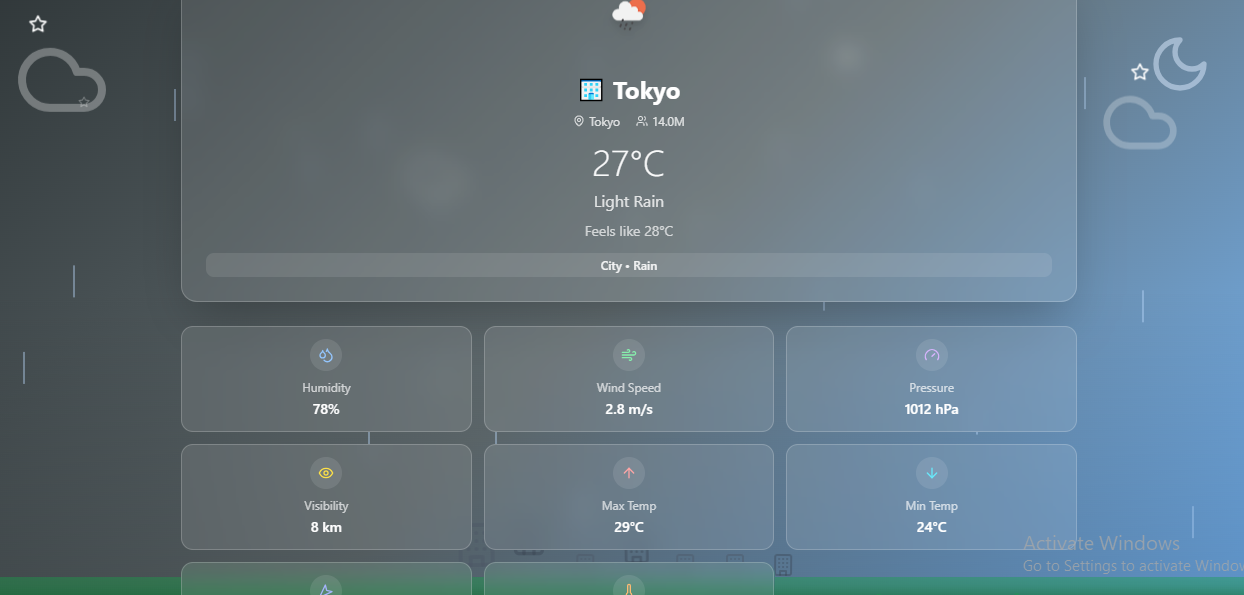 Tokyo
Tokyo 14.0M
27°C
Light Rain
Feels like 28°C
City • Rain
Humidity
78%
Wind Speed
2.8 m/s
Pressure
1012 hPa
Visibility
8 km
Max Temp
29°C
Min Temp
24°C
Activate Windows
Go to Settings to activate Window